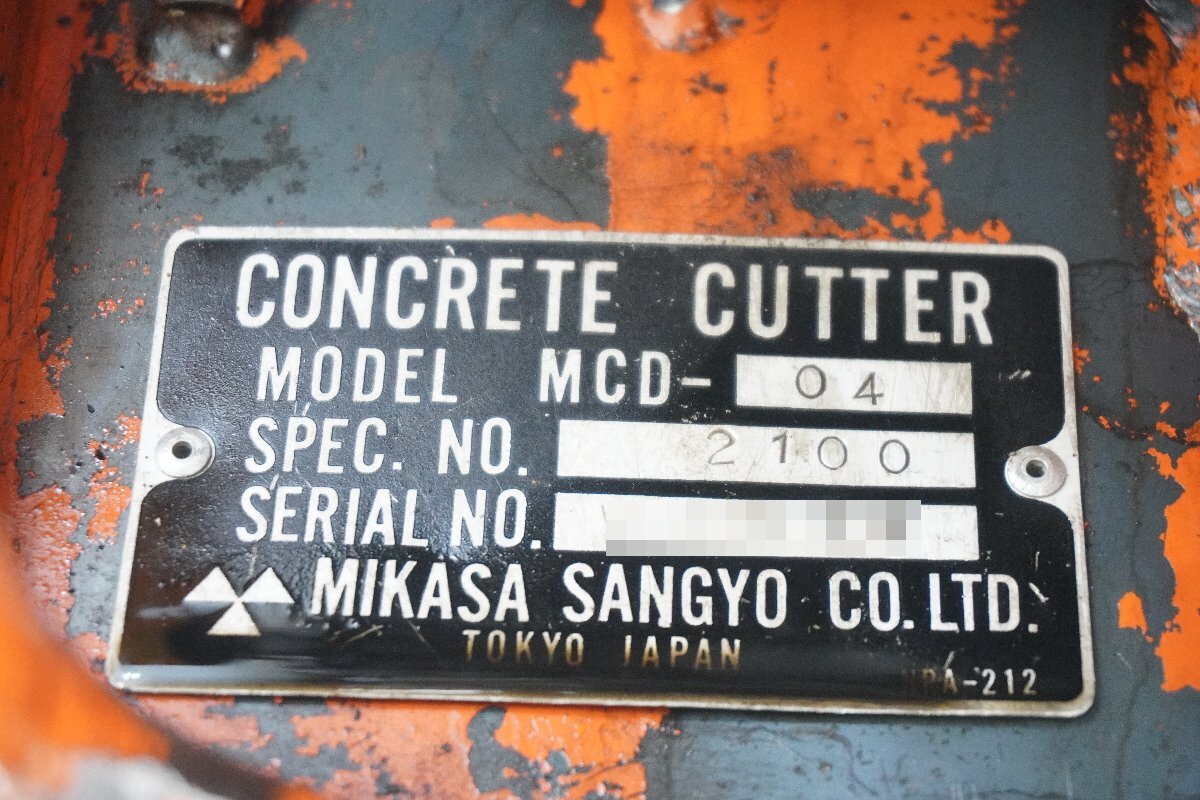 CONCRETE CUTTER
MODEL MCD-04
SPEC. NO. 2100
SERIAL NO.
MIKASA SANGYO CO. LTD.
TOKYO JAPAN